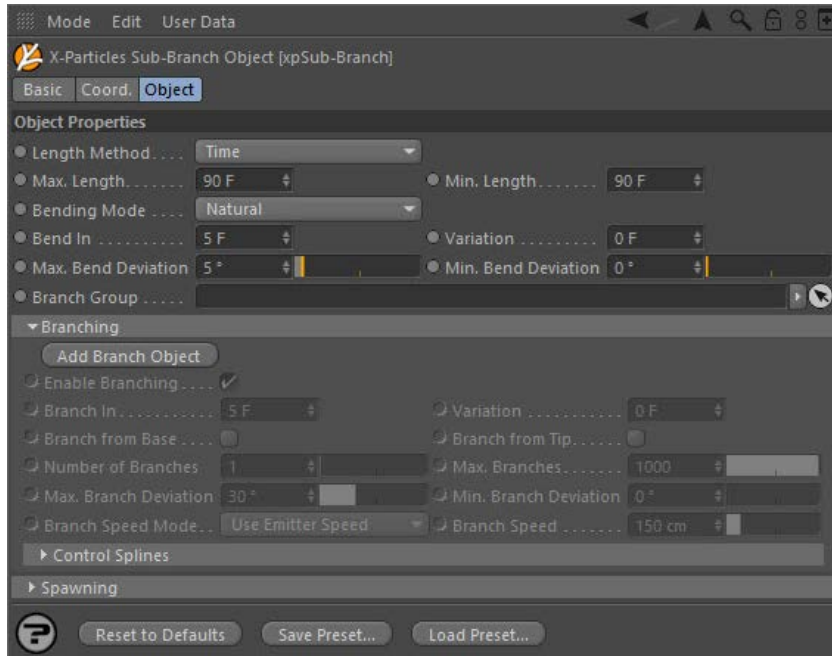 Mode Edit User Data
X-Particles Sub-Branch Object [xpSub-Branch]
Basic Coord. Object
Object Properties
Length Method.... Time
Max. Length....... 90 F Min. Length....... 90 F
Bending Mode .... Natural
Bend In .......... 5 F Variation ......... 0 F
Max. Bend Deviation 5 ° Min. Bend Deviation 0 °
Branch Group .....
Branching
Add Branch Object
Enable Branching....
Branch In........... 5 F Variation ........... 0 F
Branch from Base.... Branch from Tip......
Number of Branches 1 Max. Branches....... 1000
Max. Branch Deviation 30 ° Min. Branch Deviation 0 °
Branch Speed Mode.. Use Emitter Speed Branch Speed ....... 150 cm
Control Splines
Spawning
? Reset to Defaults Save Preset... Load Preset...